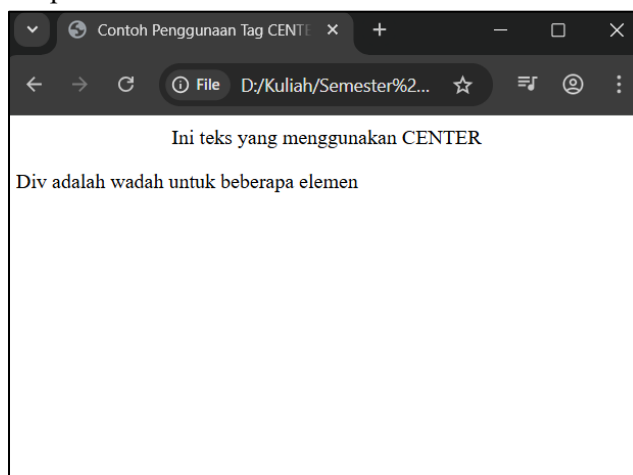 Contoh Penggunaan Tag CENTE
File D:/Kuliah/Semester%2...
Ini teks yang menggunakan CENTER
Div adalah wadah untuk beberapa elemen